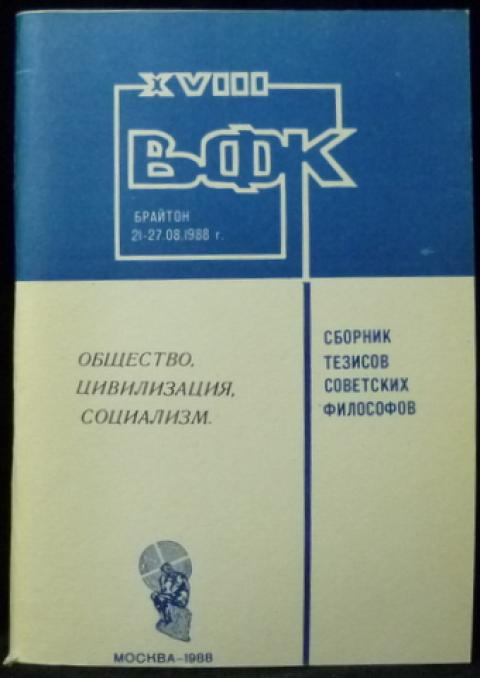 XVIII
ВФК
БРАЙТОН
21-27.08.1988 г.
ОБЩЕСТВО,
ЦИВИЛИЗАЦИЯ,
СОЦИАЛИЗМ.
СБОРНИК
ТЕЗИСОВ
СОВЕТСКИХ
ФИЛОСОФОВ
МОСКВА-1988